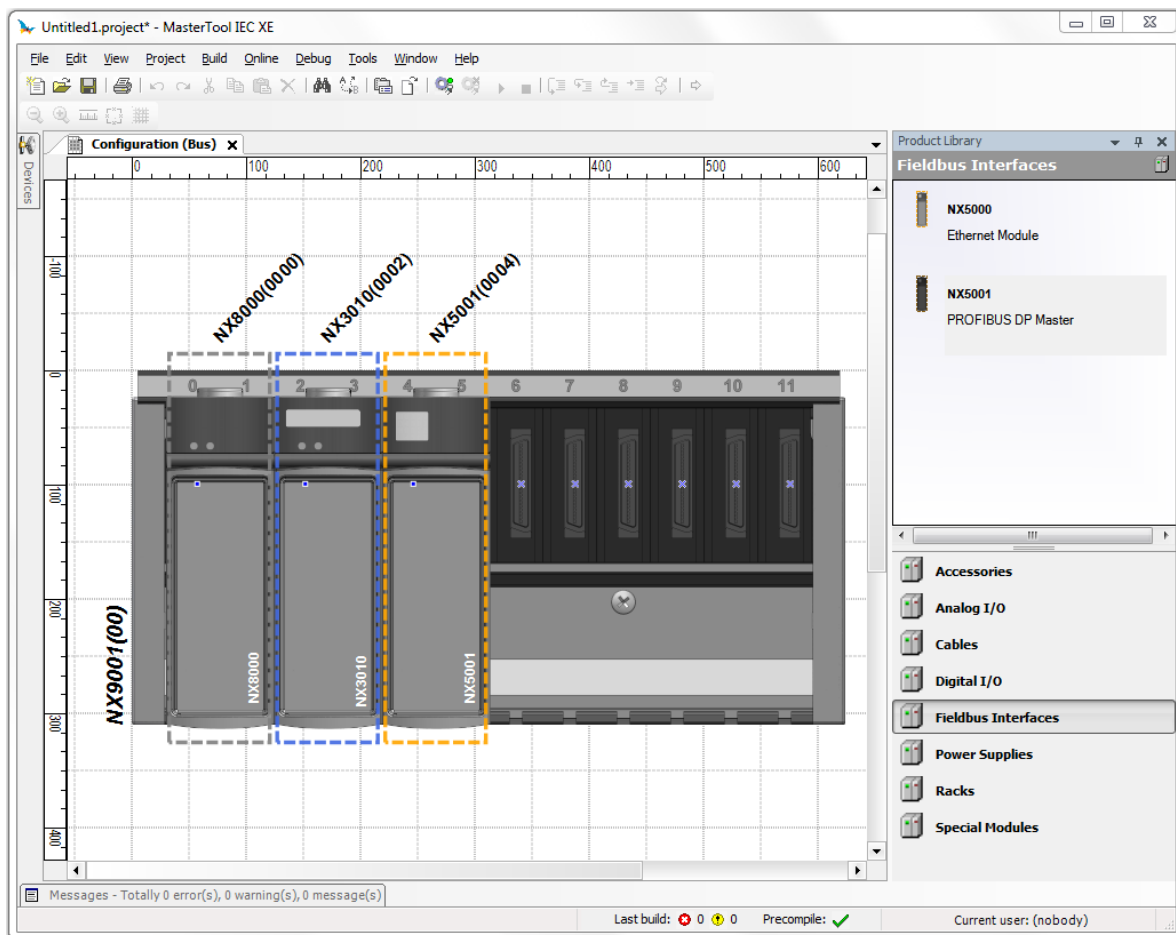 Untitled1.project* - MasterTool IEC XE
File Edit View Project Build Online Debug Tools Window Help
Devices
Configuration (Bus)
0 100 200 300 400 500 600
-100
0
100
200
300
400
NX8000(0000)
NX3010(0002)
NX5001(0004)
0 1 2 3 4 5 6 7 8 9 10 11
NX9001(00)
NX8000
NX3010
NX5001
Product Library
Fieldbus Interfaces
NX5000
Ethernet Module
NX5001
PROFIBUS DP Master
Accessories
Analog I/O
Cables
Digital I/O
Fieldbus Interfaces
Power Supplies
Racks
Special Modules
Messages - Totally 0 error(s), 0 warning(s), 0 message(s)
Last build: 0 0 Precompile: Current user: (nobody)